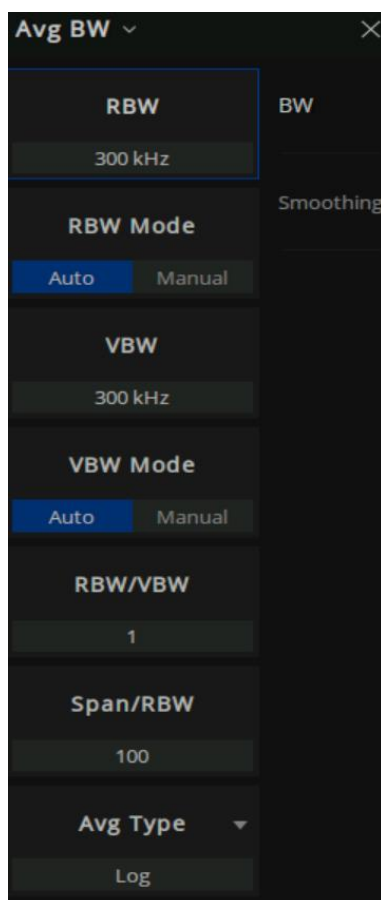 Avg BW
RBW
300 kHz
RBW Mode
Auto Manual
VBW
300 kHz
VBW Mode
Auto Manual
RBW/VBW
1
Span/RBW
100
Avg Type
Log
BW
Smoothing